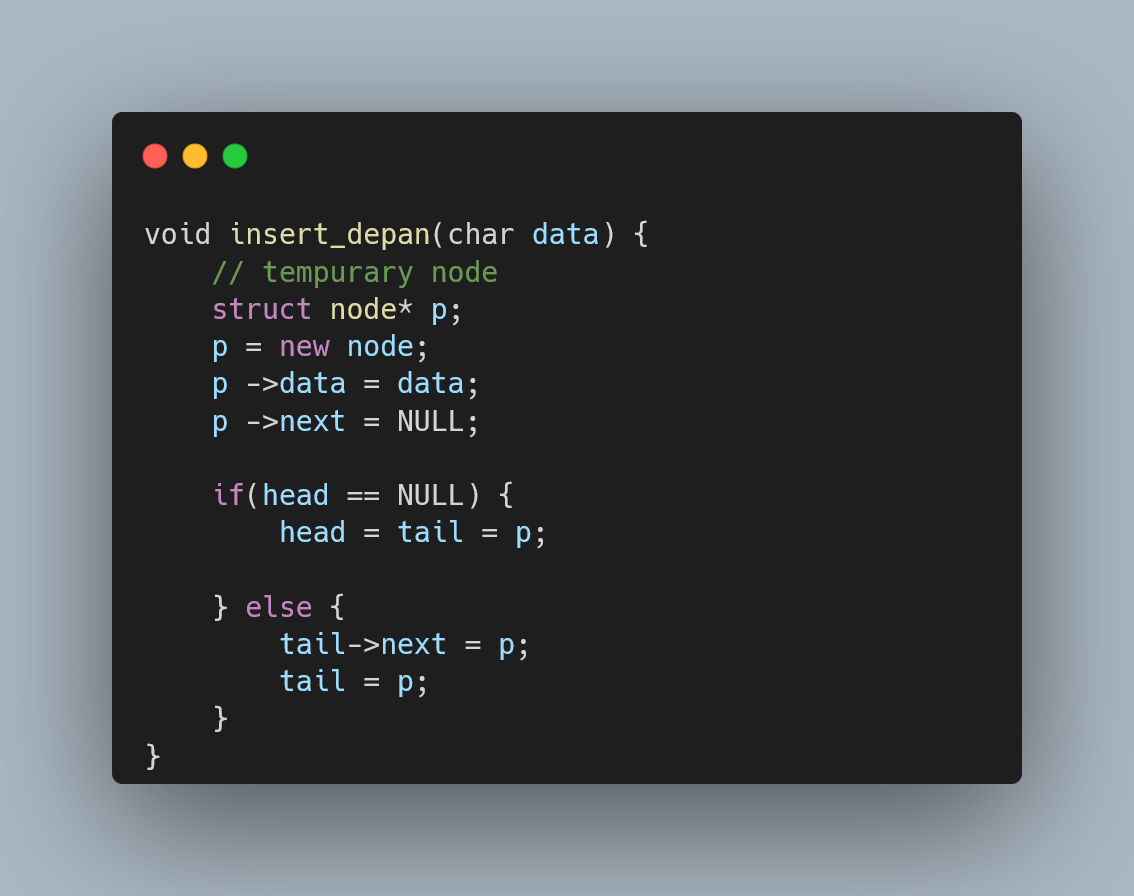 void insert_depan(char data) {
    // tempurary node
    struct node* p;
    p = new node;
    p ->data = data;
    p ->next = NULL;

    if(head == NULL) {
        head = tail = p;

    } else {
        tail->next = p;
        tail = p;
    }
}